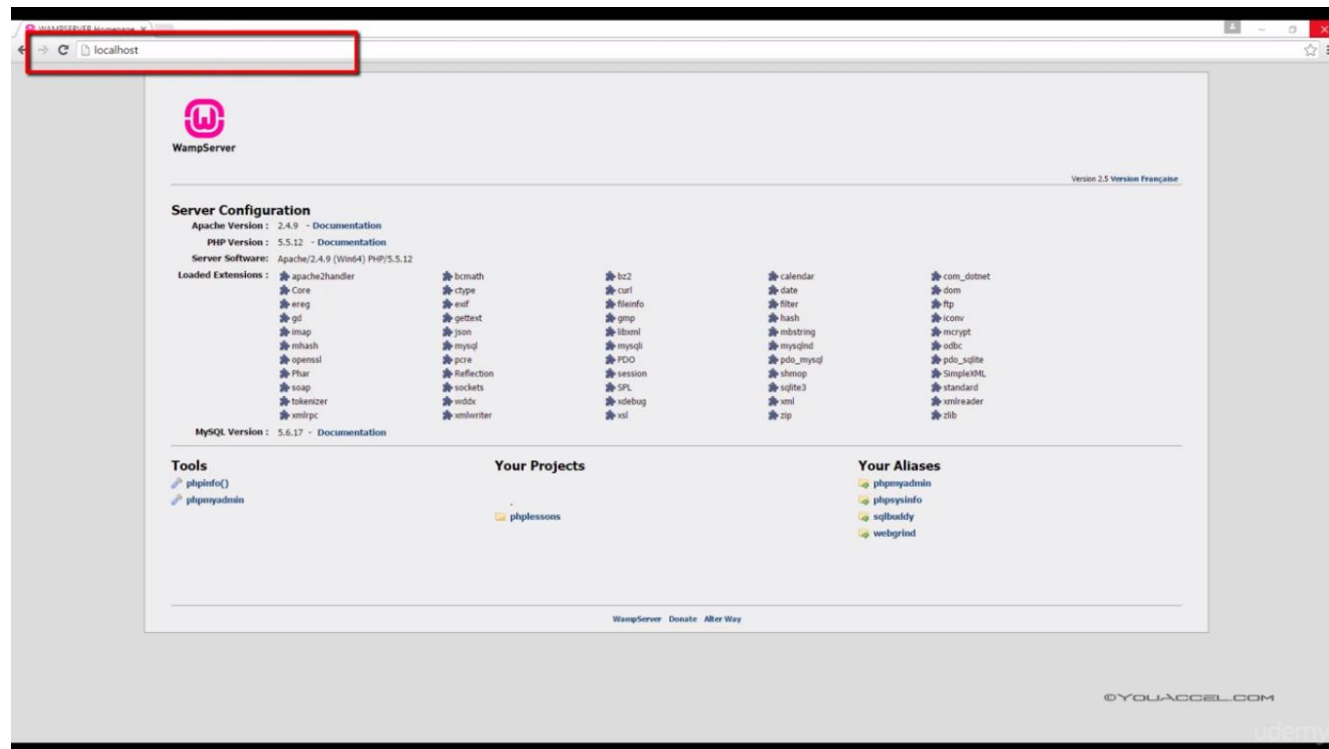 WAMPSERVER Homepage
localhost
WampServer
Version 2.5 Version Française
Server Configuration
Apache Version : 2.4.9 - Documentation
PHP Version : 5.5.12 - Documentation
Server Software: Apache/2.4.9 (Win64) PHP/5.5.12
Loaded Extensions : apache2handler bcmath bz2 calendar com_dotnet
Core ctype curl date dom
ereg exif fileinfo filter ftp
gd gettext gmp hash iconv
imap json libxml mbstring mcrypt
mhash mysql mysqli mysqlnd odbc
openssl pcre PDO pdo_mysql pdo_sqlite
Phar Reflection session shmop SimpleXML
soap sockets SPL sqlite3 standard
tokenizer wddx xdebug xml xmlreader
xmlrpc xmlwriter xsl zip zlib
MySQL Version : 5.6.17 - Documentation
Tools
phpinfo()
phpmyadmin
Your Projects
.
phplessons
Your Aliases
phpmyadmin
phpsysinfo
sqlbuddy
webgrind
WampServer Donate Alter Way
©YOUACCEL.COM
udemy